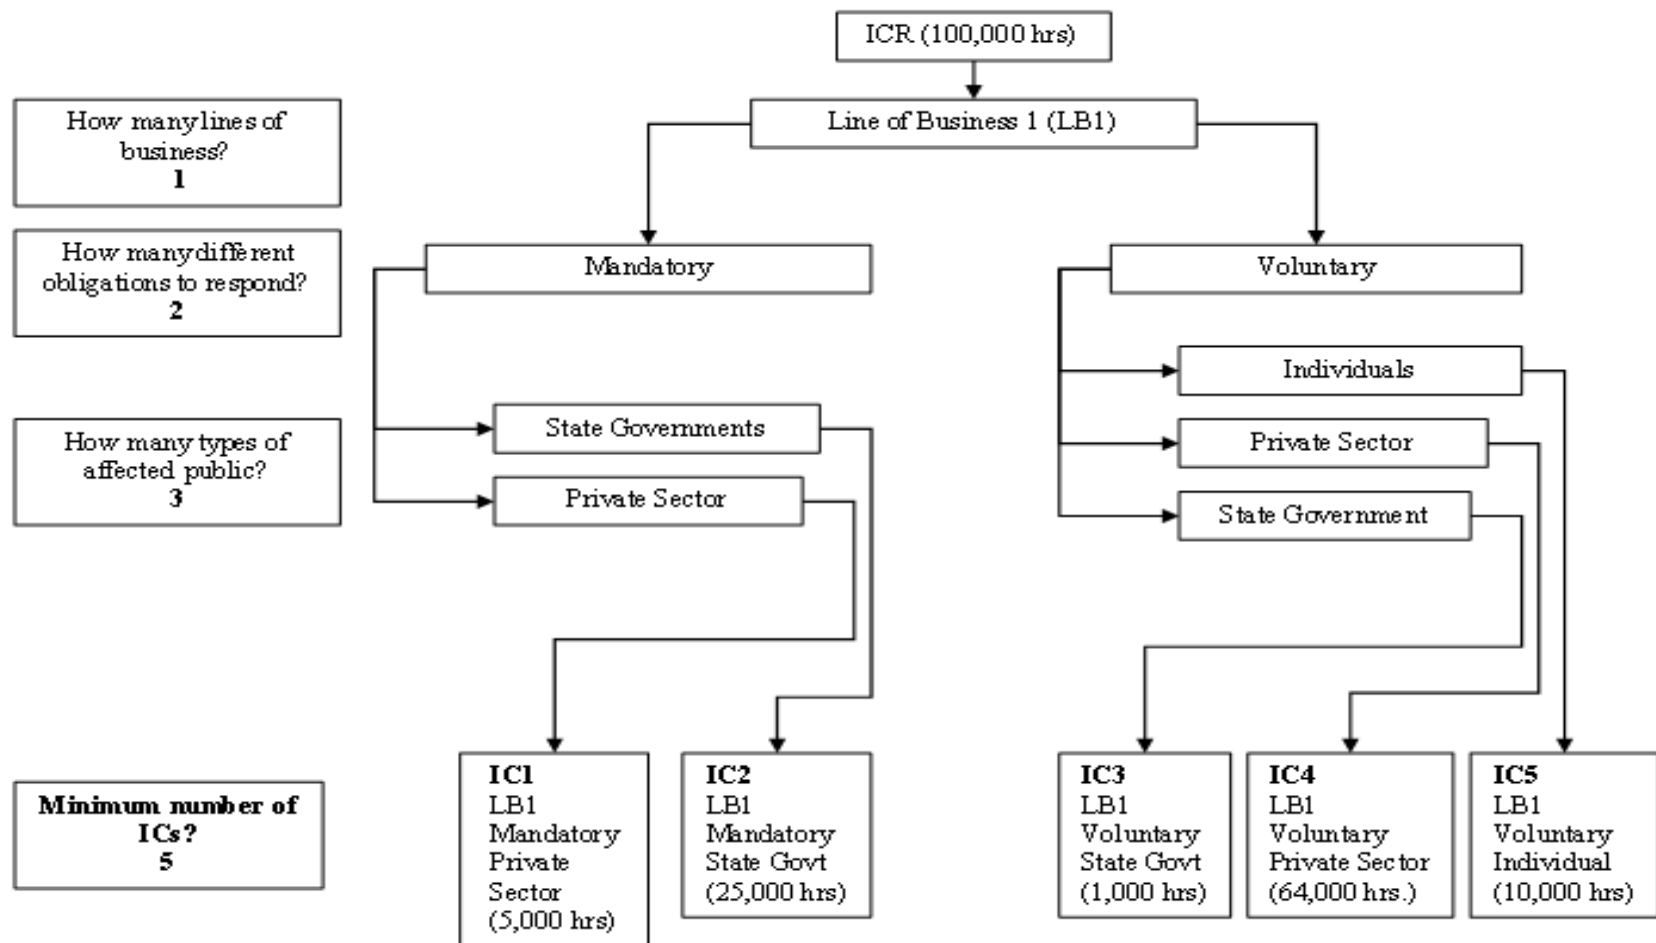 ICR (100,000 hrs)
How many lines of
business?
1
Line of Business 1 (LB1)
How many different
obligations to respond?
2
Mandatory
Voluntary
How many types of
affected public?
3
State Governments
Private Sector
Individuals
Private Sector
State Government
Minimum number of
ICs?
5
IC1
LB1
Mandatory
Private
Sector
(5,000 hrs)
IC2
LB1
Mandatory
State Govt
(25,000 hrs)
IC3
LB1
Voluntary
State Govt
(1,000 hrs)
IC4
LB1
Voluntary
Private Sector
(64,000 hrs.)
IC5
LB1
Voluntary
Individual
(10,000 hrs)